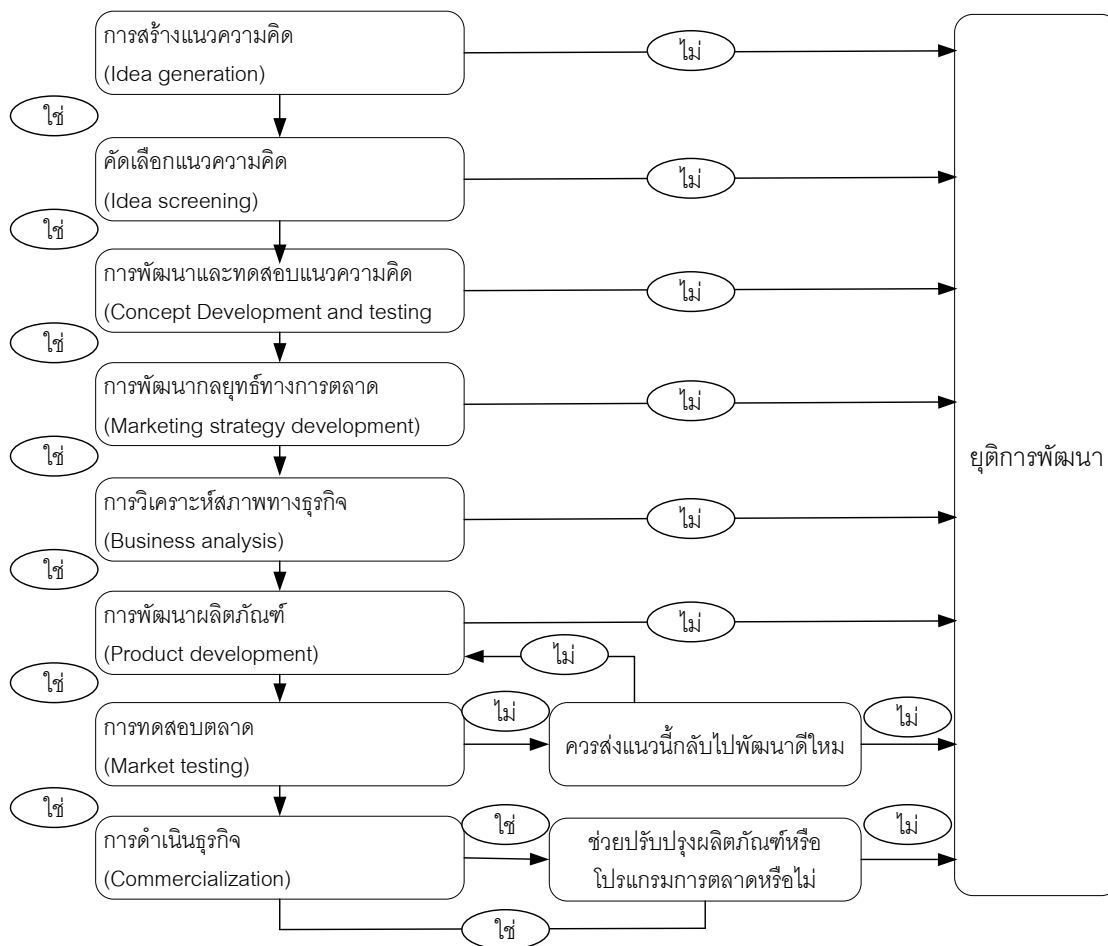 การสร้างแนวความคิด
(Idea generation)
ไม่
ใช่
คัดเลือกแนวความคิด
(Idea screening)
ไม่
ใช่
การพัฒนาและทดสอบแนวความคิด
(Concept Development and testing
ไม่
ใช่
การพัฒนากลยุทธ์ทางการตลาด
(Marketing strategy development)
ไม่
ใช่
ยุติการพัฒนา
การวิเคราะห์สภาพทางธุรกิจ
(Business analysis)
ไม่
ใช่
การพัฒนาผลิตภัณฑ์
(Product development)
ไม่
ไม่
ใช่
การทดสอบตลาด
(Market testing)
ไม่
ควรส่งแนวนี้กลับไปพัฒนาดีใหม
ไม่
ใช่
การดำเนินธุรกิจ
(Commercialization)
ใช่
ช่วยปรับปรุงผลิตภัณฑ์หรือ
โปรแกรมการตลาดหรือไม่
ไม่
ใช่